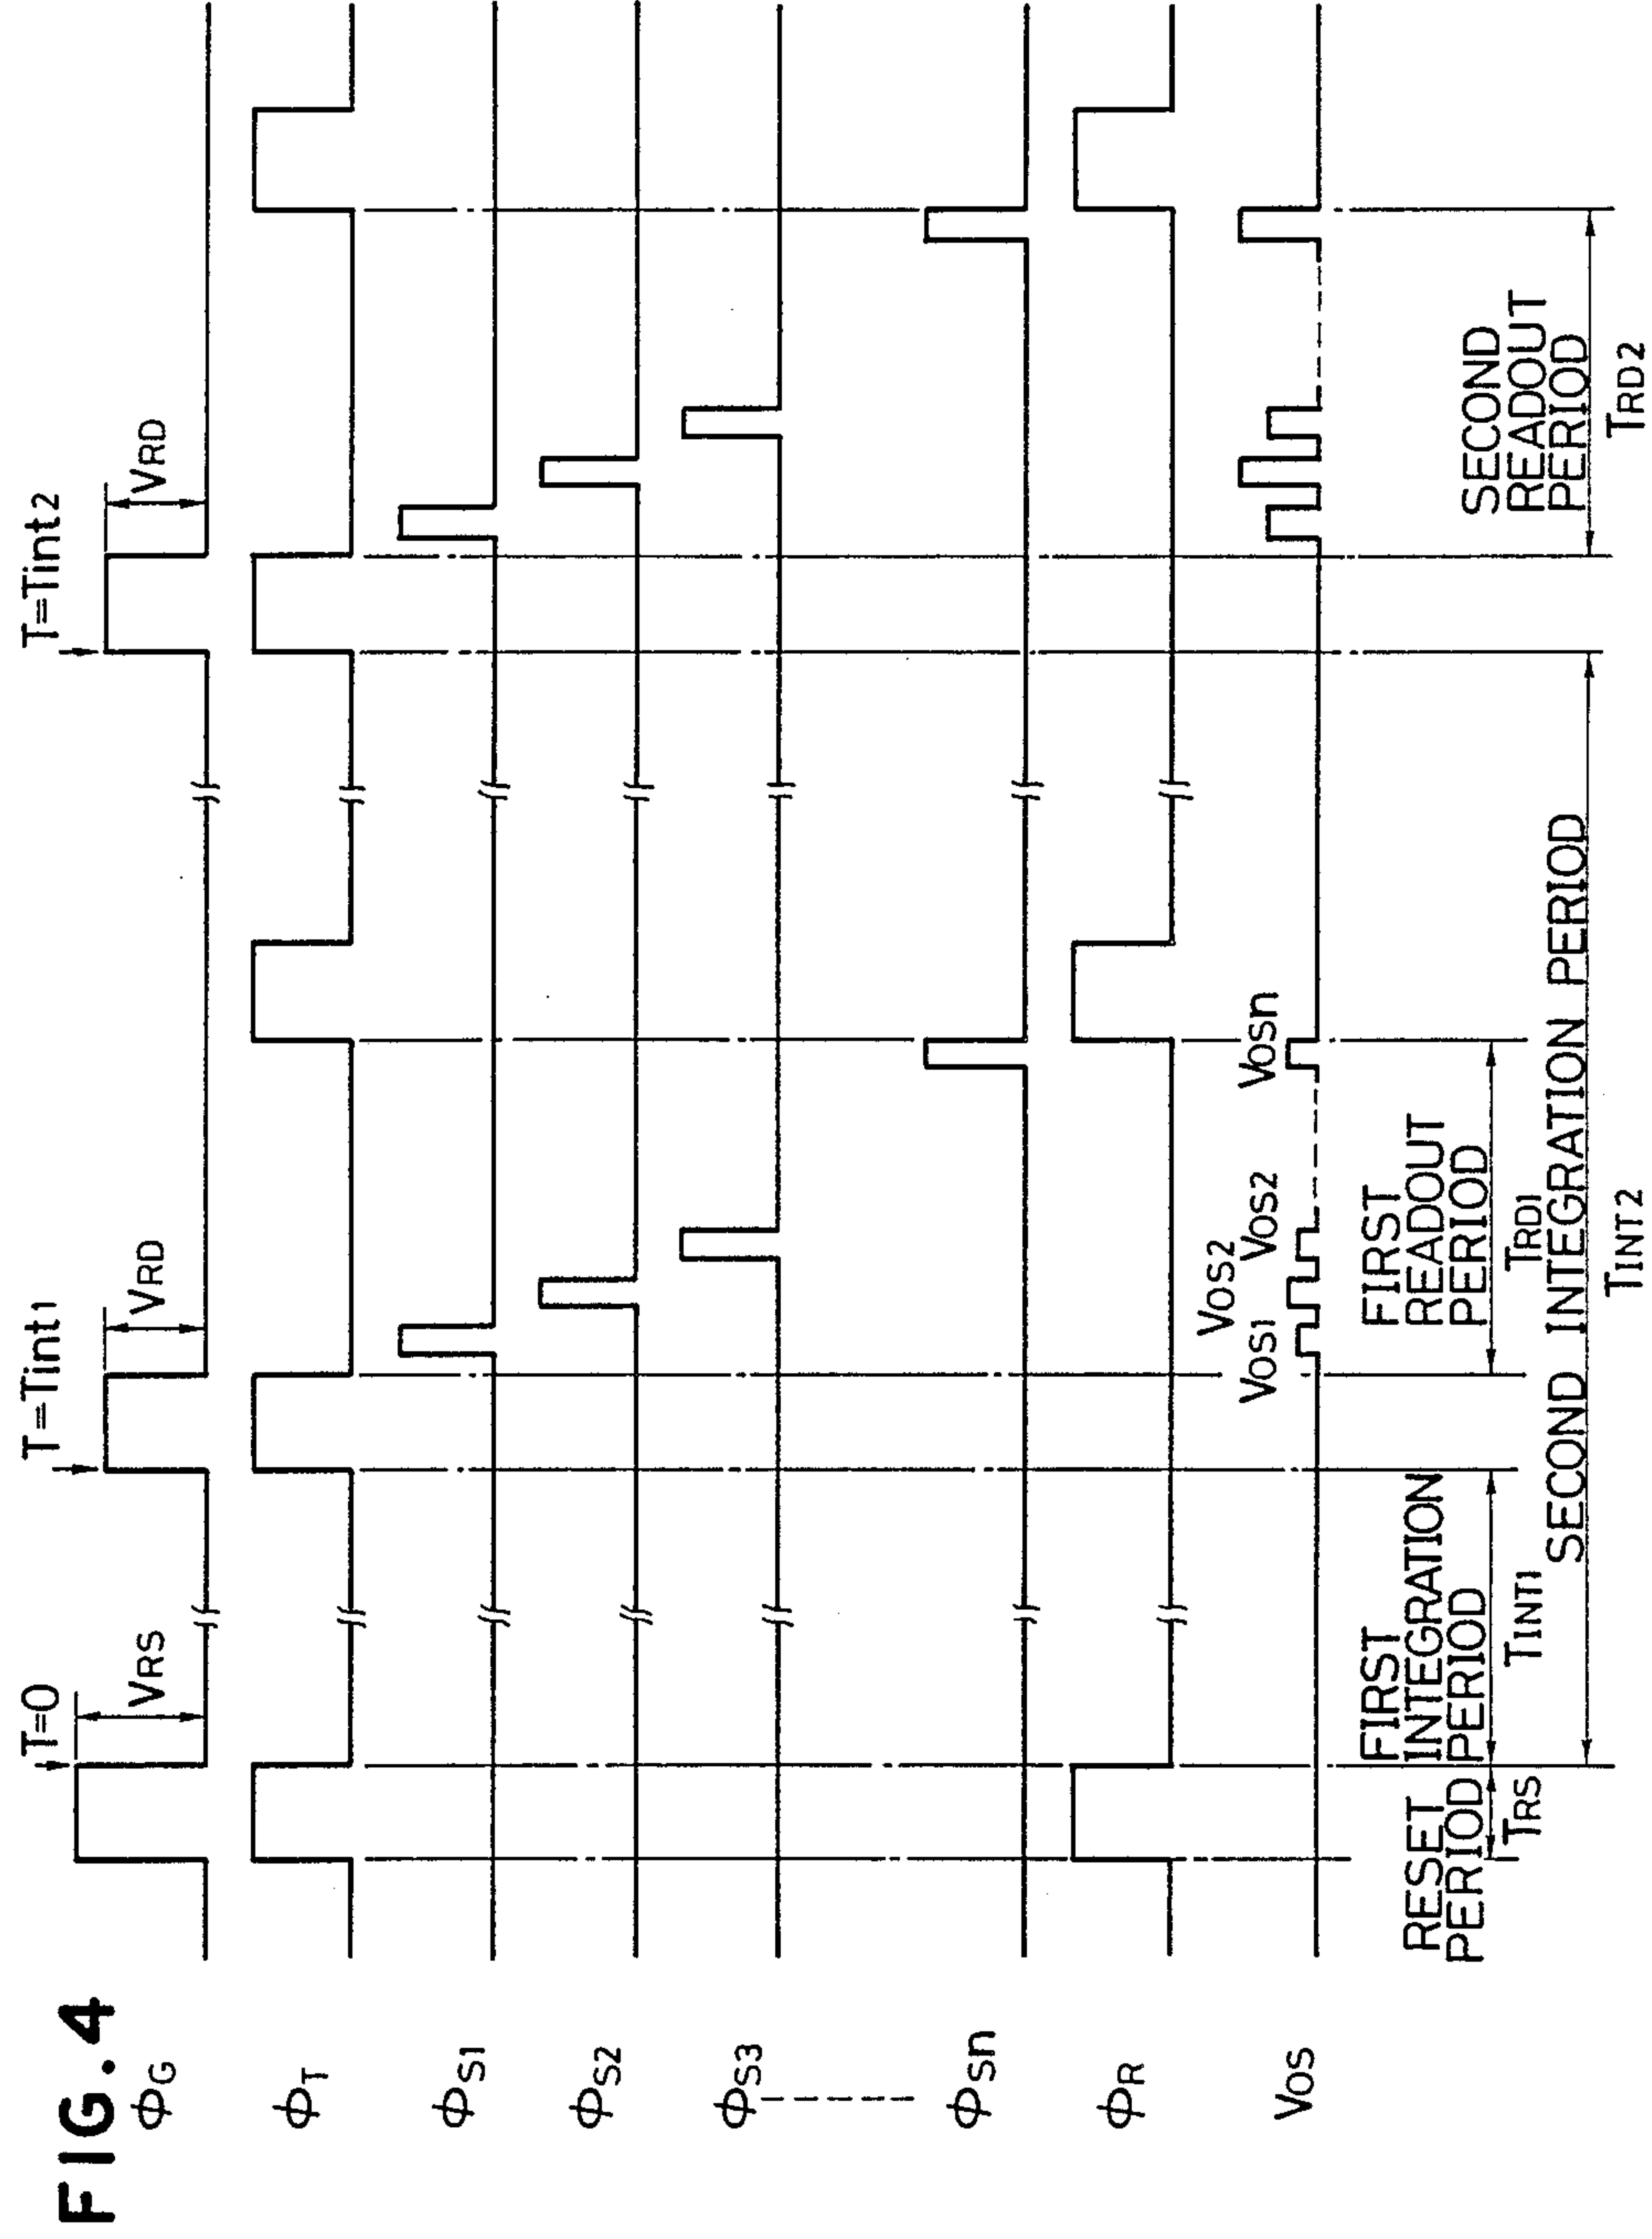 FIG.4
T=0
T=Tint1
T=Tint2
ΦG
VRS
VRD
VRD
ΦT
ΦS1
ΦS2
ΦS3
ΦSn
ΦR
VOS
VOS1
VOS2
VOS2
VOSn
RESET
PERIOD
TRS
FIRST
INTEGRATION
PERIOD
TINT1
FIRST
READOUT
PERIOD
TRD1
SECOND
READOUT
PERIOD
TRD2
SECOND INTEGRATION PERIOD
TINT2